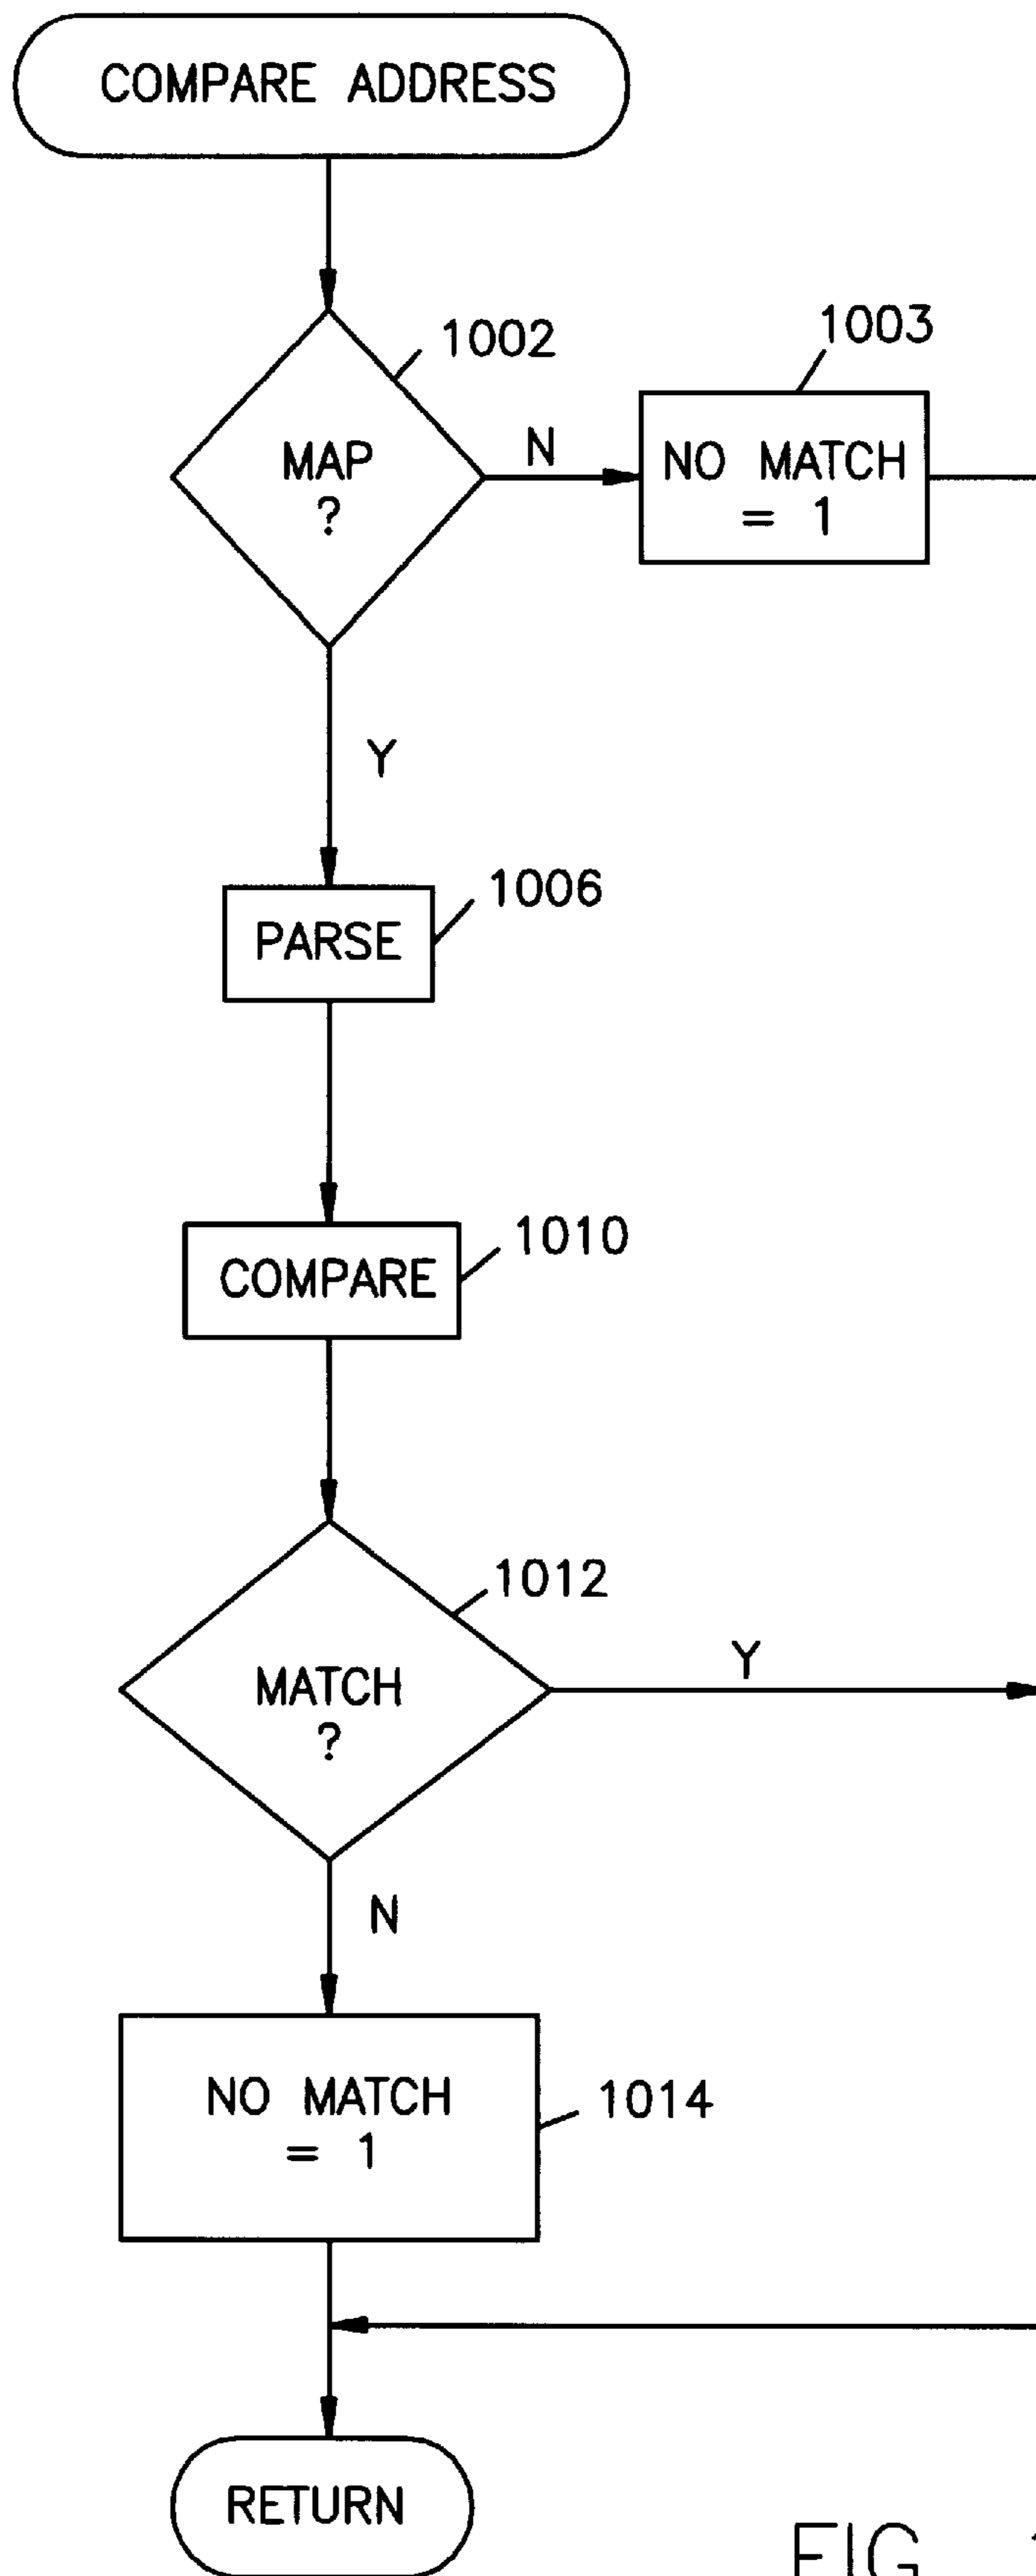 COMPARE ADDRESS
1002
1003
MAP
?
N
NO MATCH
= 1
Y
1006
PARSE
1010
COMPARE
1012
MATCH
?
Y
N
NO MATCH
= 1
1014
RETURN
FIG.